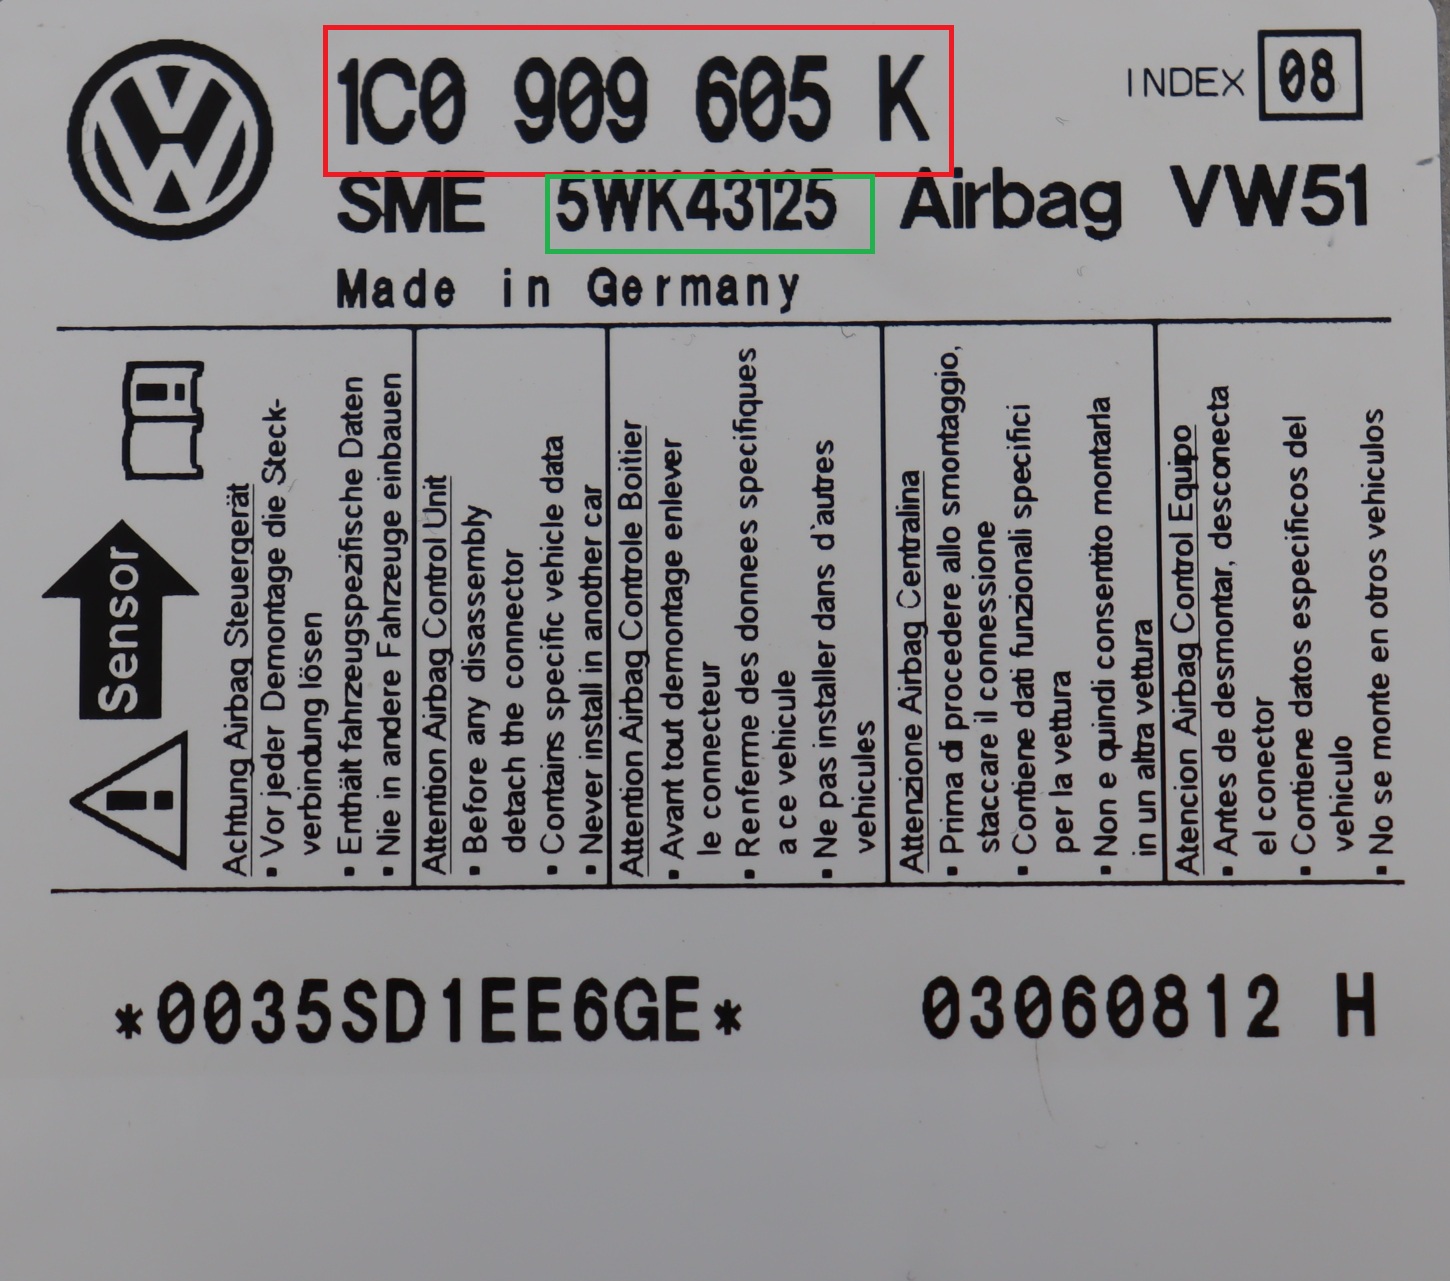 1C0 909 605 K
INDEX 08
SME 5WK43125 Airbag VW51
Made in Germany
Sensor
Achtung Airbag Steuergerät
▪ Vor jeder Demontage die Steck-
verbindung lösen
▪ Enthält fahrzeugspezifische Daten
▪ Nie in andere Fahrzeuge einbauen
Attention Airbag Control Unit
▪ Before any disassembly
detach the connector
▪ Contains specific vehicle data
▪ Never install in another car
Attention Airbag Controle Boitier
▪ Avant tout demontage enlever
le connecteur
▪ Renferme des donnees specifiques
a ce vehicule
▪ Ne pas installer dans d`autres
vehicules
Attenzione Airbag Centralina
▪ Prima di procedere allo smontaggio,
staccare il connessione
▪ Contiene dati funzionali specifici
per la vettura
▪ Non e quindi consentito montarla
in un altra vettura
Atencion Airbag Control Equipo
▪ Antes de desmontar, desconecta
el conector
▪ Contiene datos especificos del
vehiculo
▪ No se monte en otros vehiculos
*0035SD1EE6GE* 03060812 H